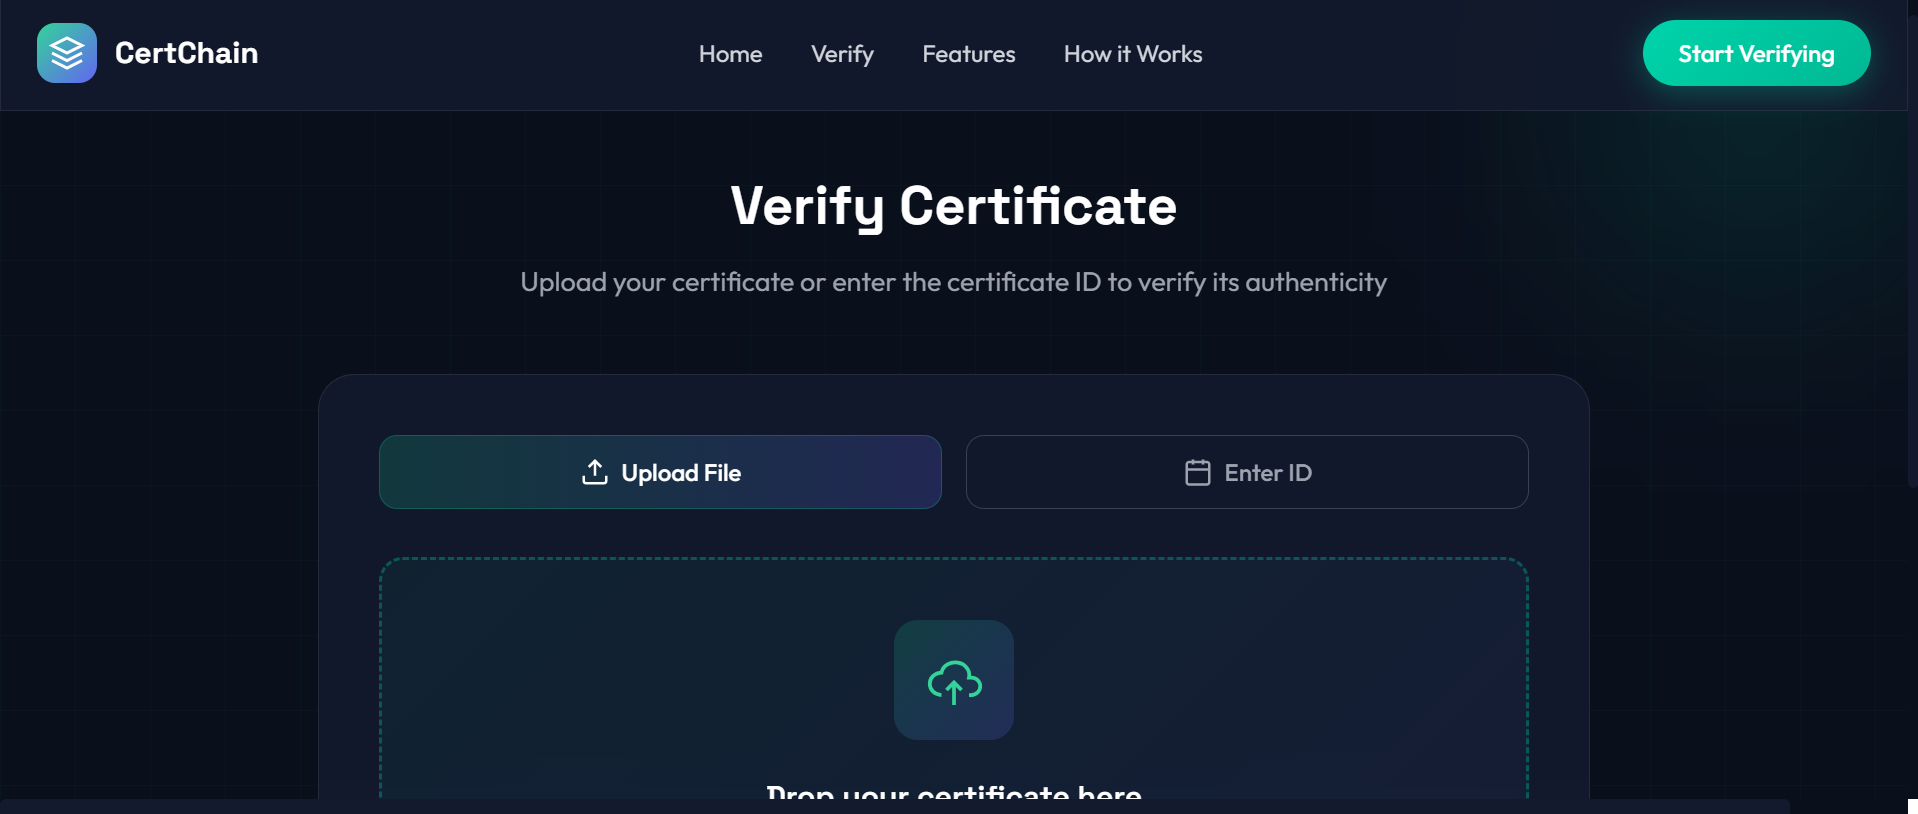 CertChain
Home
Verify
Features
How it Works
Start Verifying
Verify Certificate
Upload your certificate or enter the certificate ID to verify its authenticity
Upload File
Enter ID
Drop your certificate here